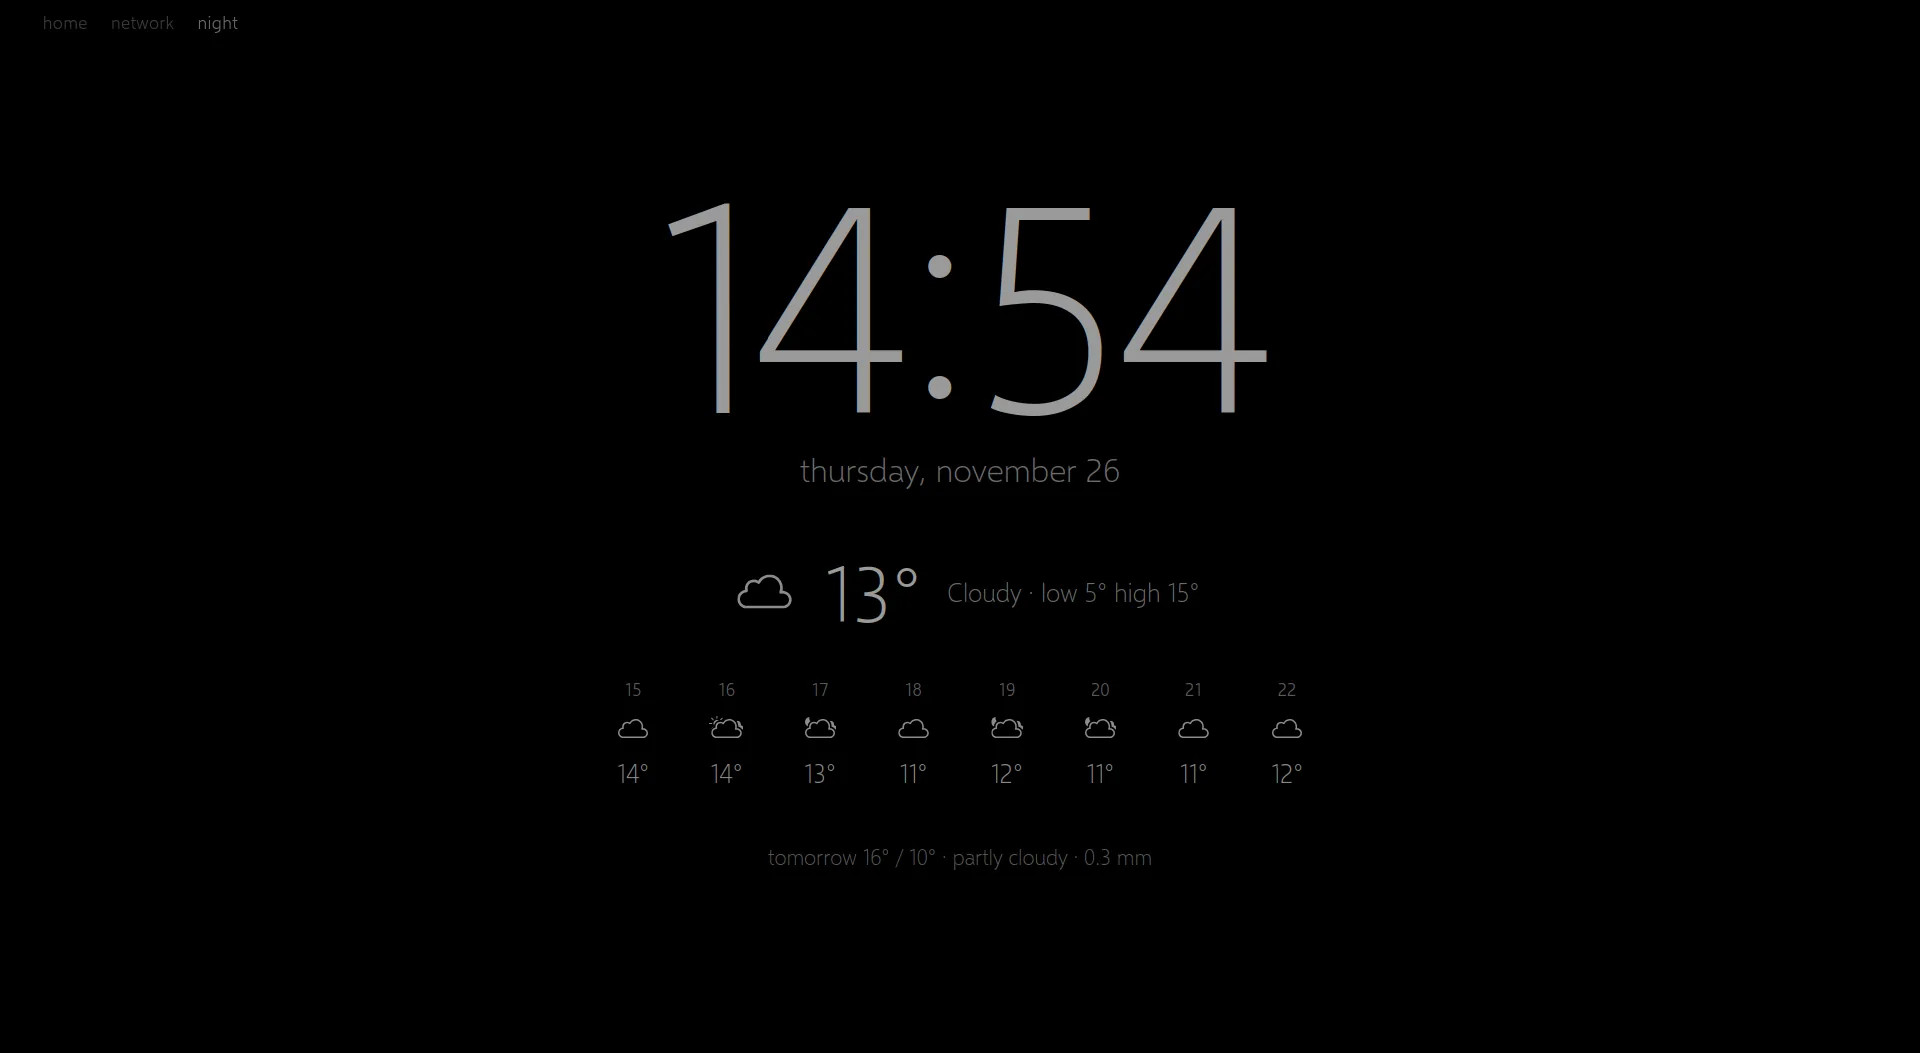 home network night
14:54
thursday, november 26
13° Cloudy · low 5° high 15°
15 16 17 18 19 20 21 22
14° 14° 13° 11° 12° 11° 11° 12°
tomorrow 16° / 10° · partly cloudy · 0.3 mm